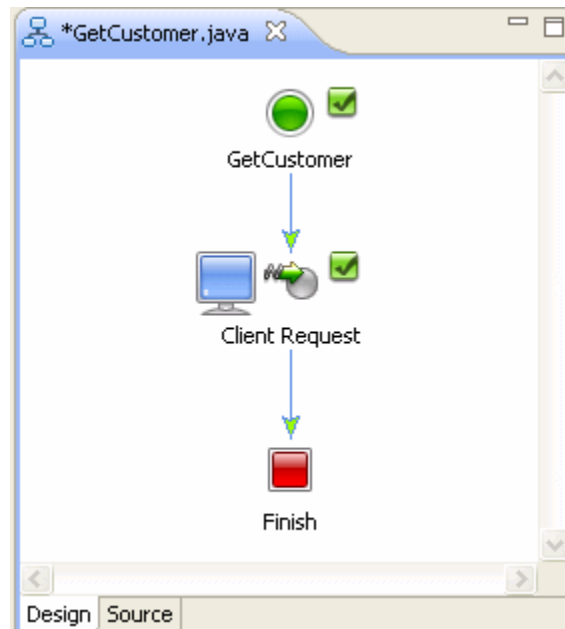 *GetCustomer.java
GetCustomer
Client Request
Finish
Design Source